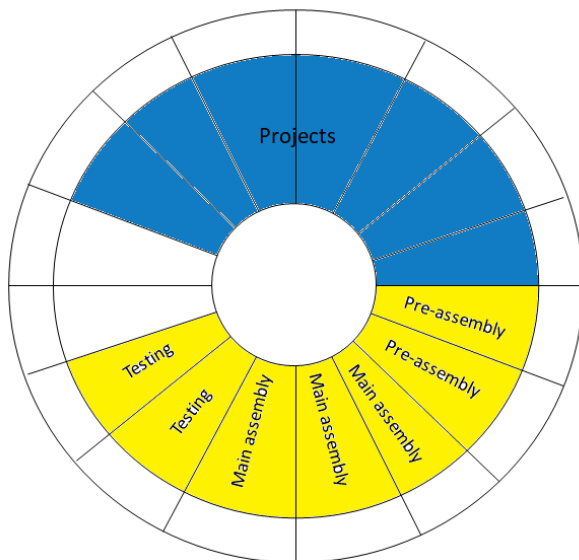 Projects
Pre-assembly
Pre-assembly
Main assembly
Main assembly
Main assembly
Testing
Testing